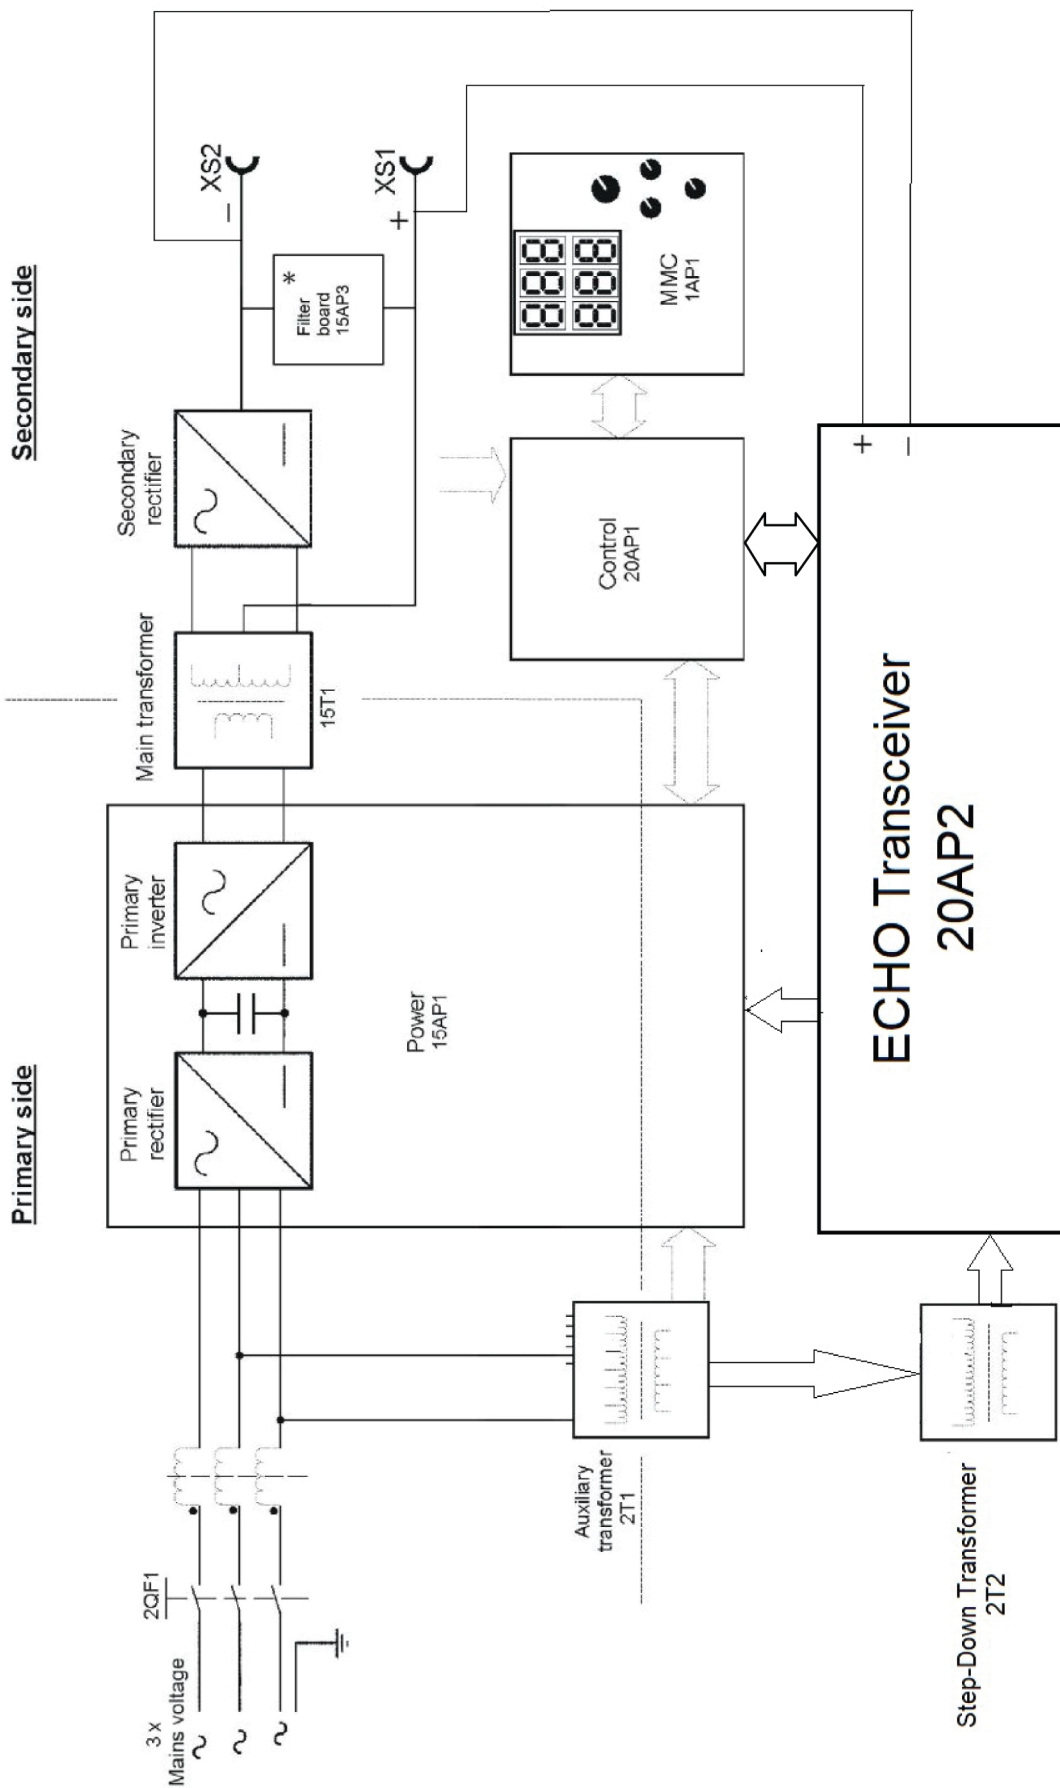 Primary side
Secondary side
3 x
Mains voltage
2QF1
Primary
rectifier
Primary
inverter
Main transformer
15T1
Secondary
rectifier
XS2
−
*
Filter
board
15AP3
XS1
+
Power
15AP1
Control
20AP1
888
888
MMC
1AP1
Auxiliary
transformer
2T1
+
−
ECHO Transceiver
20AP2
Step-Down Transformer
2T2